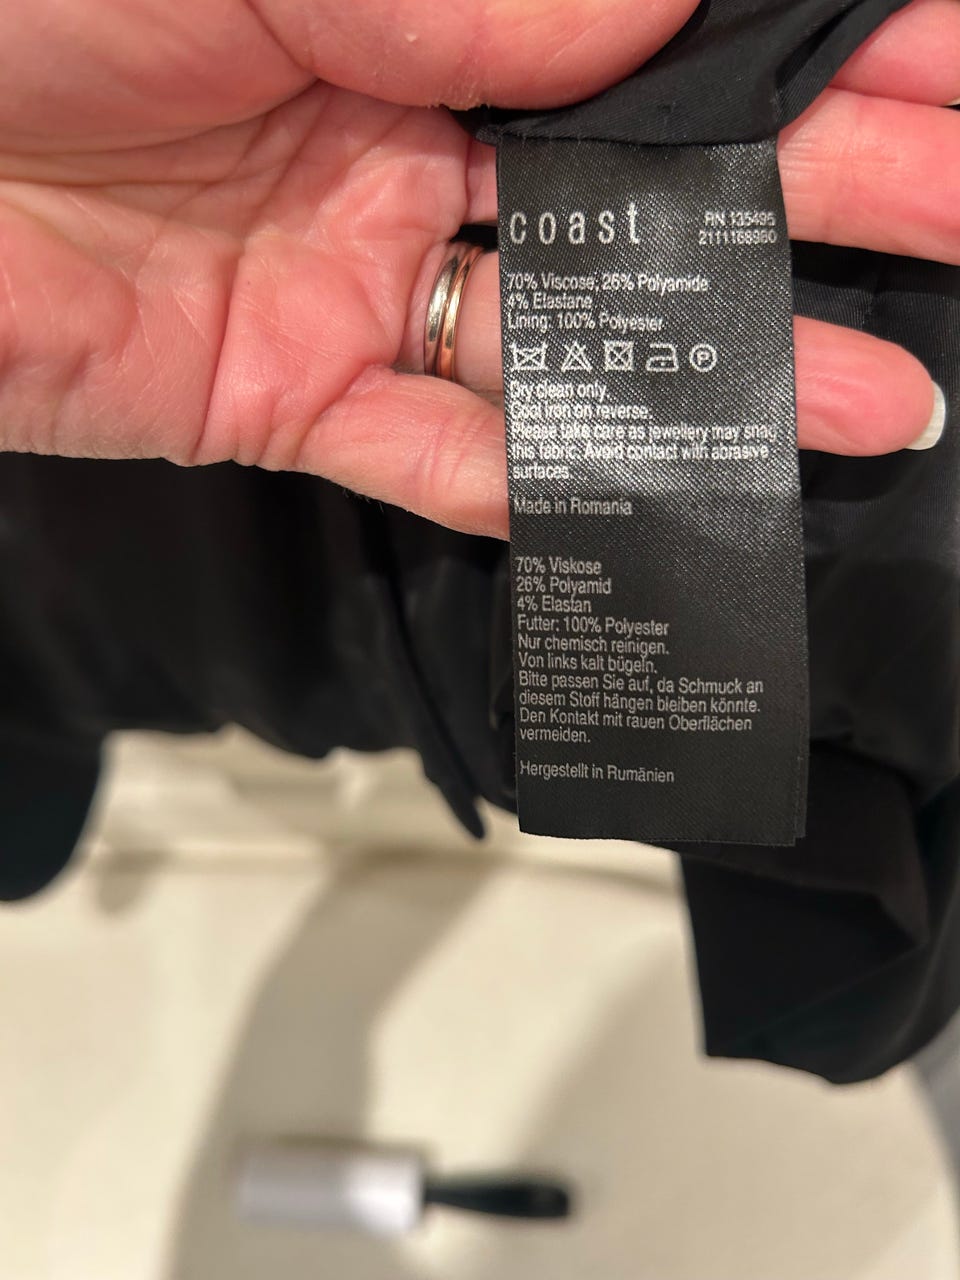 coast
RN 135495
2111168980
70% Viscose, 26% Polyamide
4% Elastane
Lining: 100% Polyester
P
Dry clean only.
Cool iron on reverse.
Please take care as jewellery may snag
this fabric. Avoid contact with abrasive
surfaces.
Made in Romania
70% Viskose
26% Polyamid
4% Elastan
Futter: 100% Polyester
Nur chemisch reinigen.
Von links kalt bügeln.
Bitte passen Sie auf, da Schmuck an
diesem Stoff hängen bleiben könnte.
Den Kontakt mit rauen Oberflächen
vermeiden.
Hergestellt in Rumänien